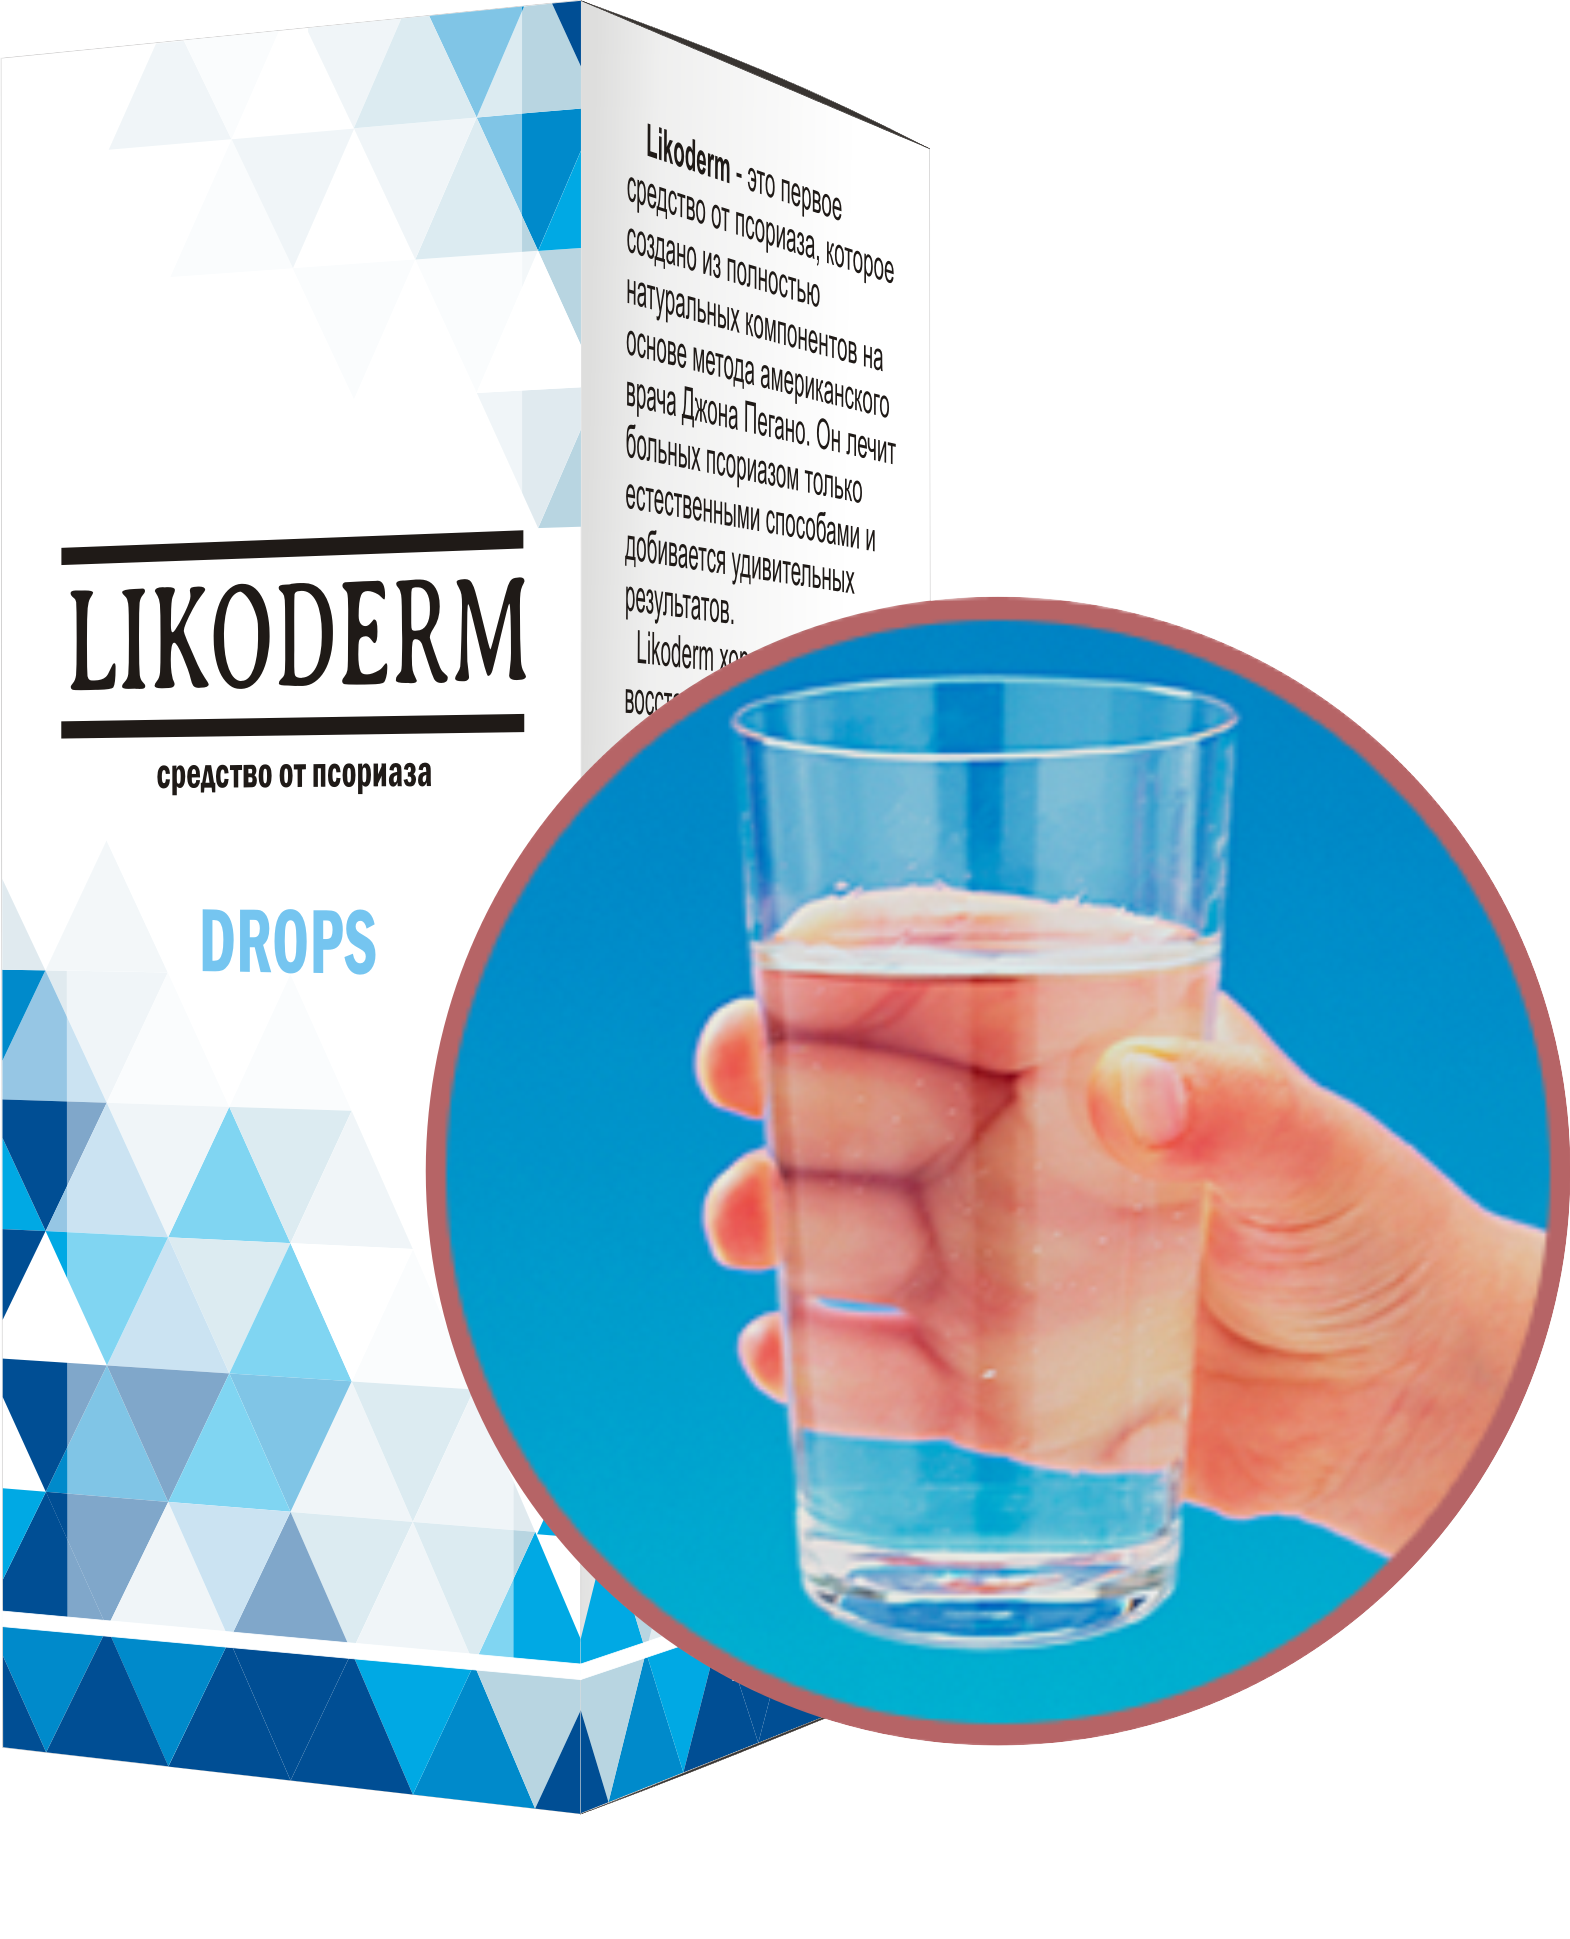 LIKODERM
средство от псориаза
DROPS
Likoderm - это первое
средство от псориаза, которое
создано из полностью
натуральных компонентов на
основе метода американского
врача Джона Пегано. Он лечит
больных псориазом только
естественными способами и
добивается удивительных
результатов.
Likoderm